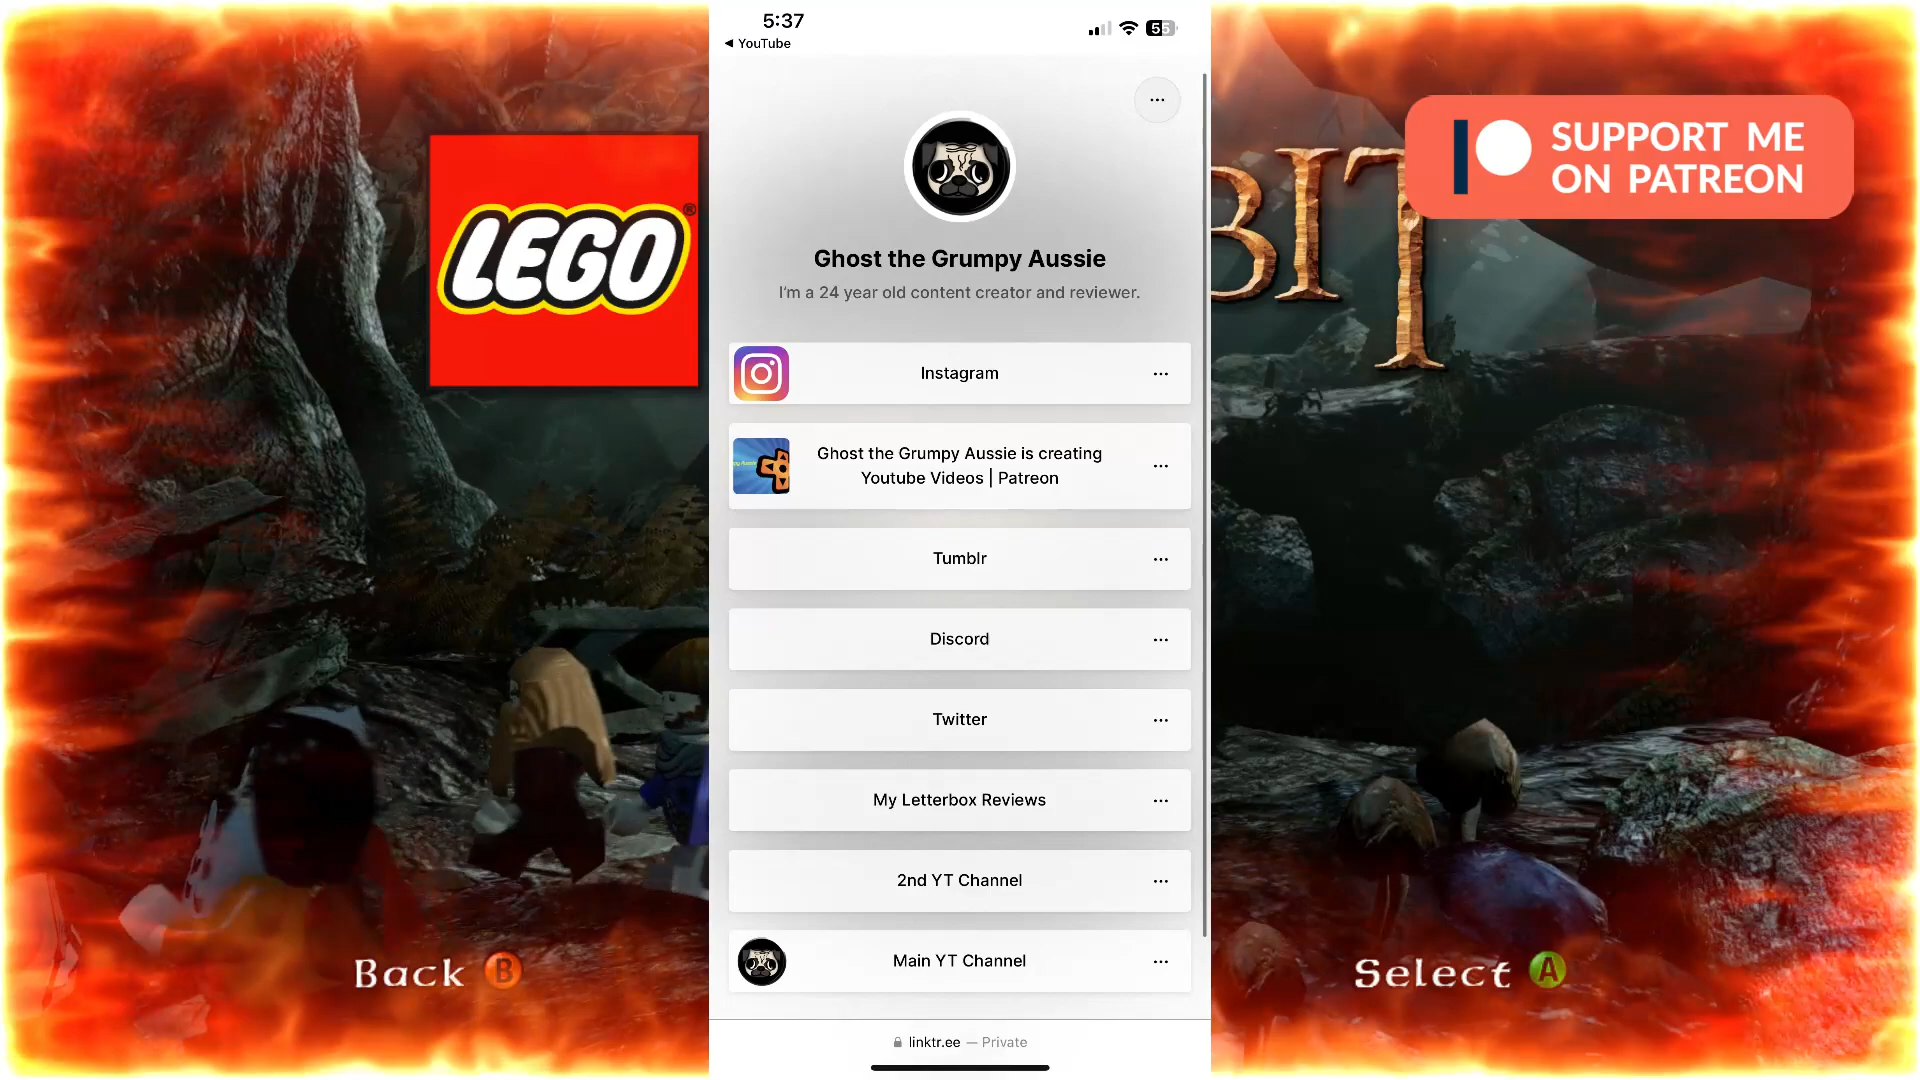 5:37
55
◄ YouTube
LEGO
®
BIT
SUPPORT ME
ON PATREON
Ghost the Grumpy Aussie
I'm a 24 year old content creator and reviewer.
Instagram
Ghost the Grumpy Aussie is creating
Youtube Videos | Patreon
Tumblr
Discord
Twitter
My Letterbox Reviews
2nd YT Channel
Main YT Channel
Back B
Select A
linktr.ee — Private